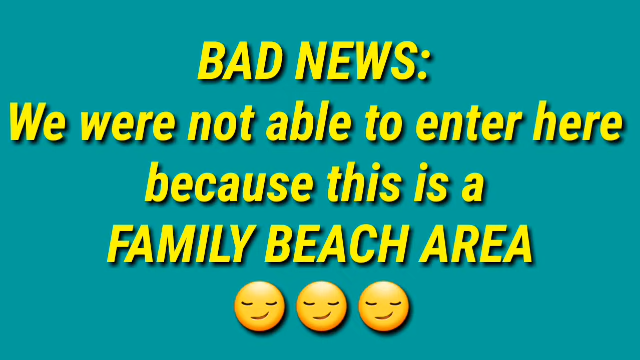 BAD NEWS:
We were not able to enter here
because this is a
FAMILY BEACH AREA
😏😏😏